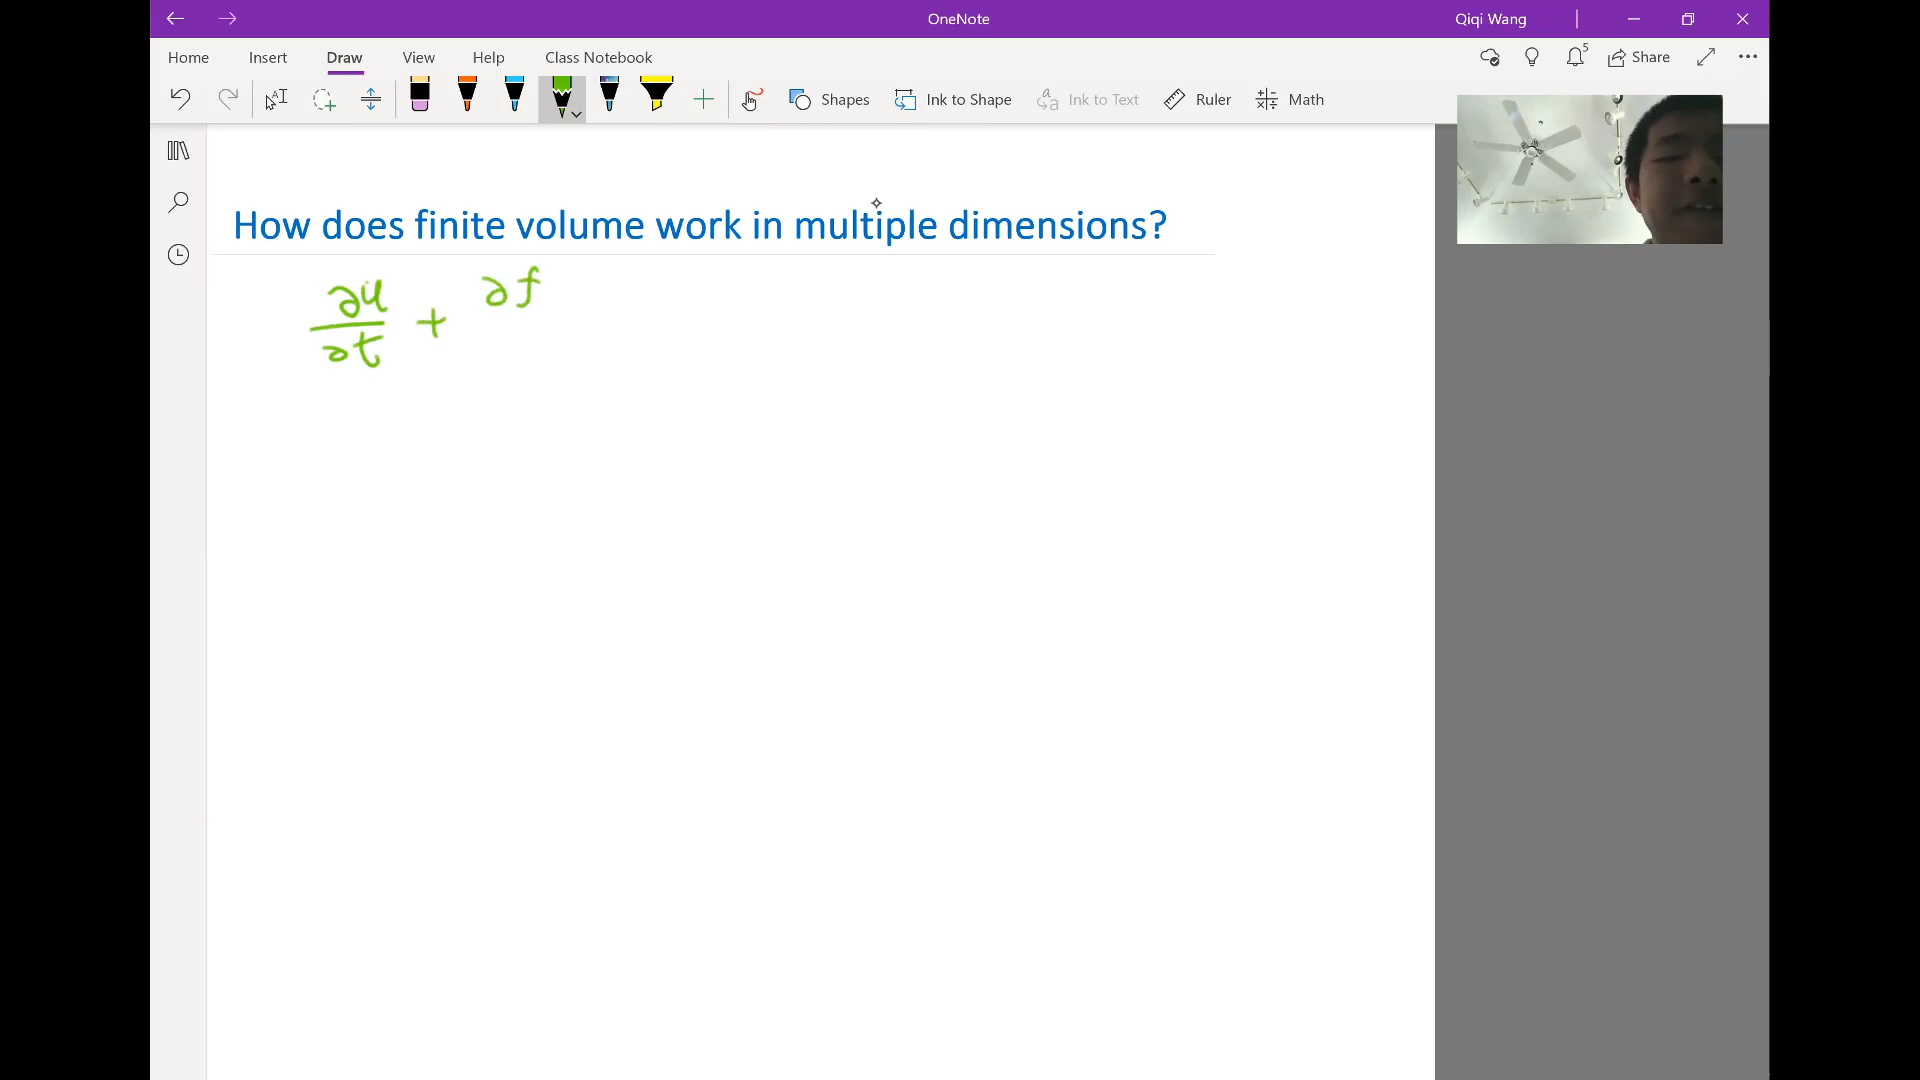 OneNote
Qiqi Wang
Home Insert Draw View Help Class Notebook
5
Share
Shapes Ink to Shape Ink to Text Ruler Math
How does finite volume work in multiple dimensions?
∂u/∂t + ∂f